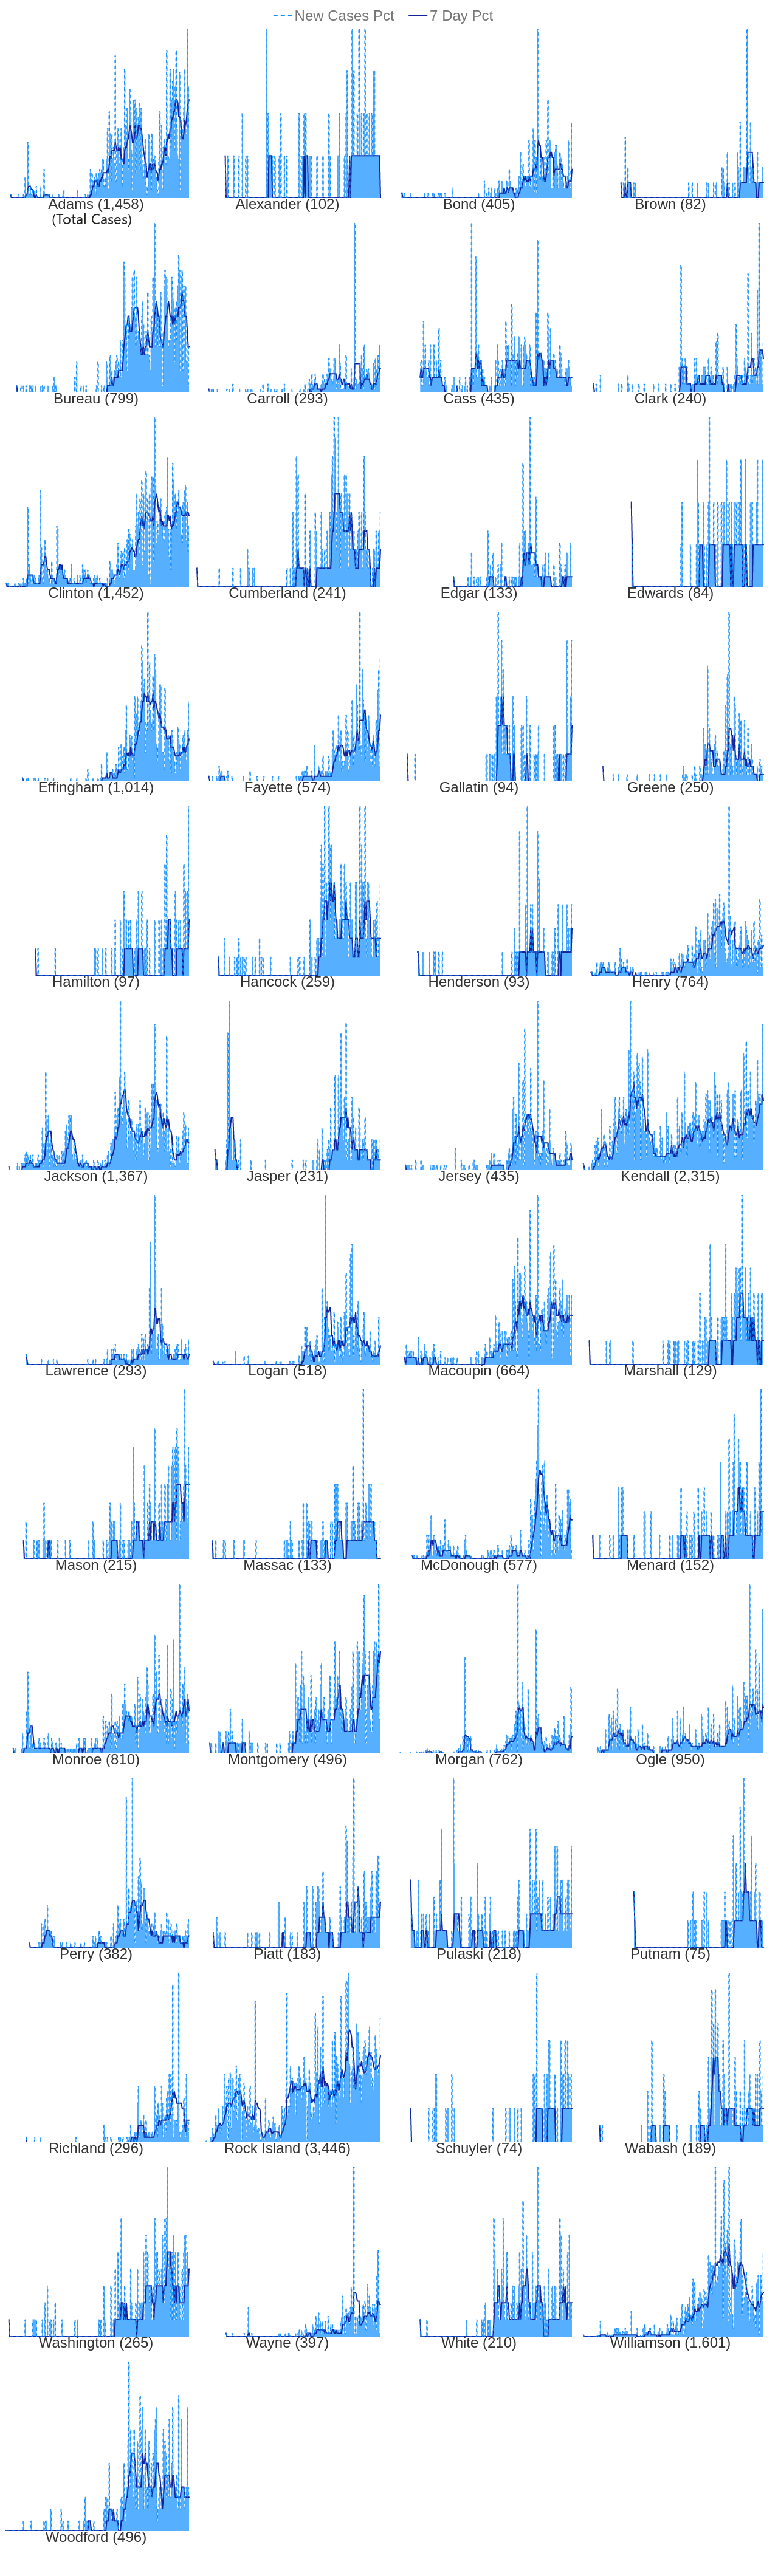 New Cases Pct 7 Day Pct
Adams (1,458) Alexander (102) Bond (405) Brown (82)
(Total Cases)
Bureau (799) Carroll (293) Cass (435) Clark (240)
Clinton (1,452) Cumberland (241) Edgar (133) Edwards (84)
Effingham (1,014) Fayette (574) Gallatin (94) Greene (250)
Hamilton (97) Hancock (259) Henderson (93) Henry (764)
Jackson (1,367) Jasper (231) Jersey (435) Kendall (2,315)
Lawrence (293) Logan (518) Macoupin (664) Marshall (129)
Mason (215) Massac (133) McDonough (577) Menard (152)
Monroe (810) Montgomery (496) Morgan (762) Ogle (950)
Perry (382) Piatt (183) Pulaski (218) Putnam (75)
Richland (296) Rock Island (3,446) Schuyler (74) Wabash (189)
Washington (265) Wayne (397) White (210) Williamson (1,601)
Woodford (496)